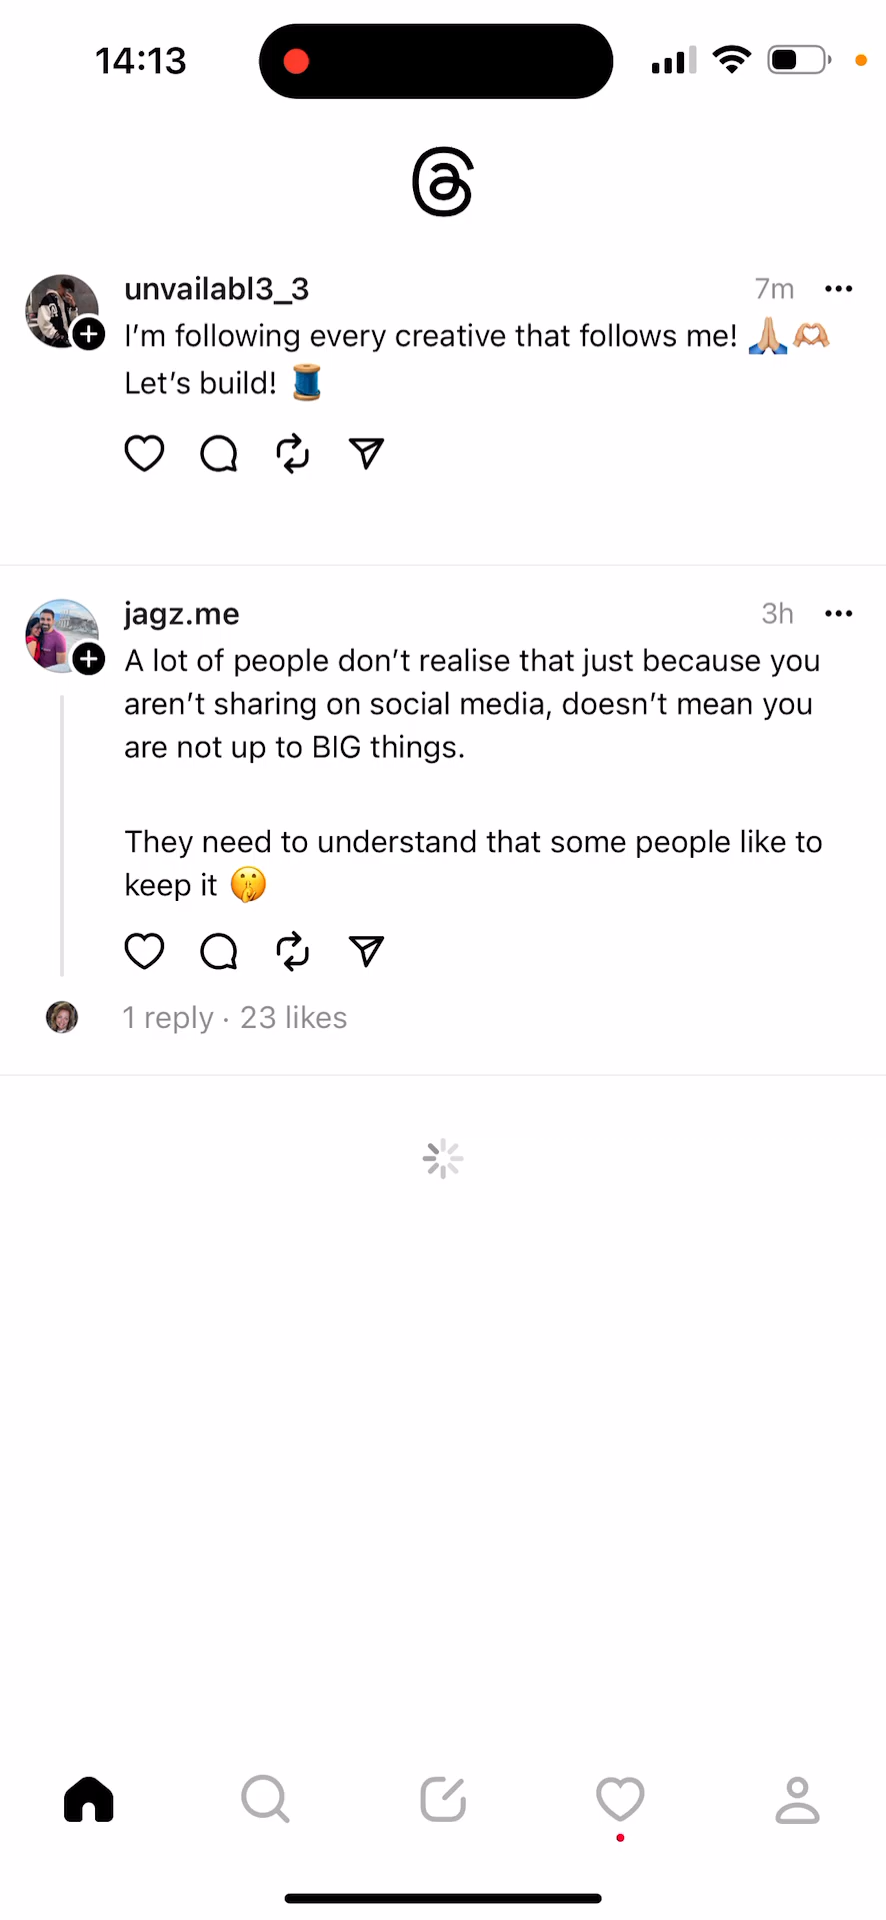 14:13
unvailabl3_3 7m
I’m following every creative that follows me! 🙏🏼🫶🏼
Let’s build! 🧵
jagz.me 3h
A lot of people don’t realise that just because you
aren’t sharing on social media, doesn’t mean you
are not up to BIG things.
They need to understand that some people like to
keep it 🤫
1 reply · 23 likes